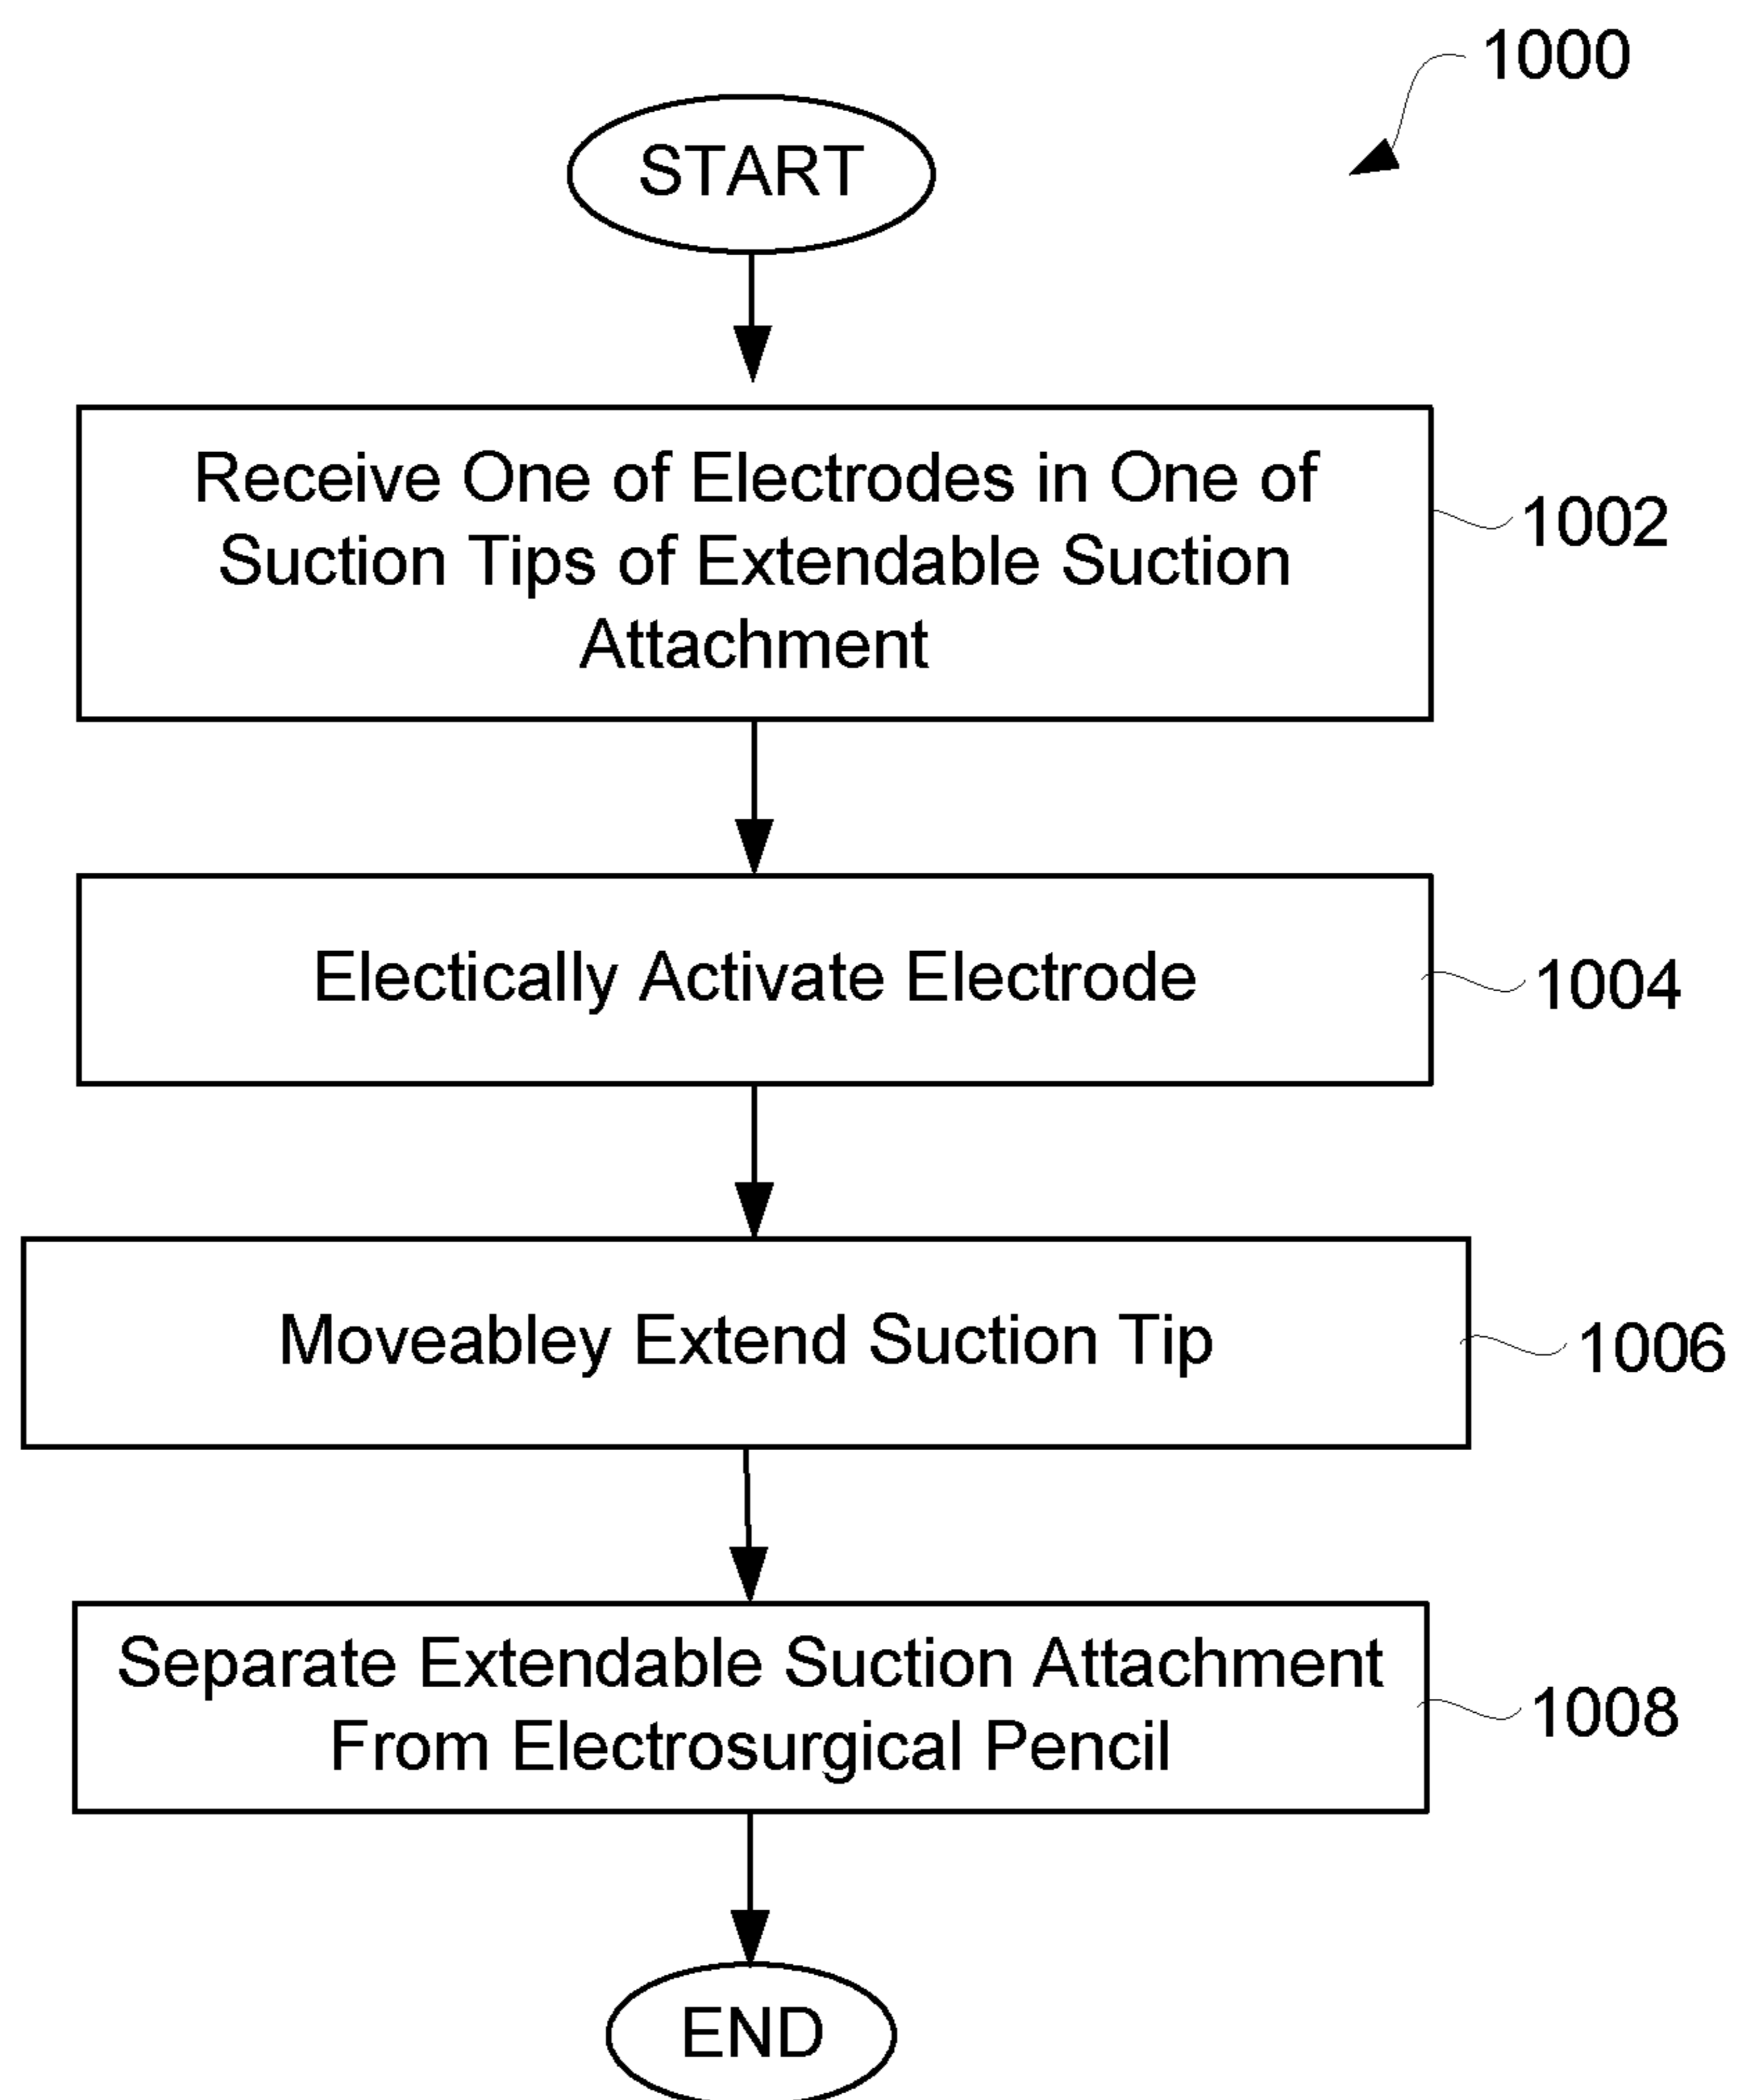 1000
START
Receive One of Electrodes in One of
Suction Tips of Extendable Suction
Attachment
1002
Electically Activate Electrode
1004
Moveabley Extend Suction Tip
1006
Separate Extendable Suction Attachment
From Electrosurgical Pencil
1008
END